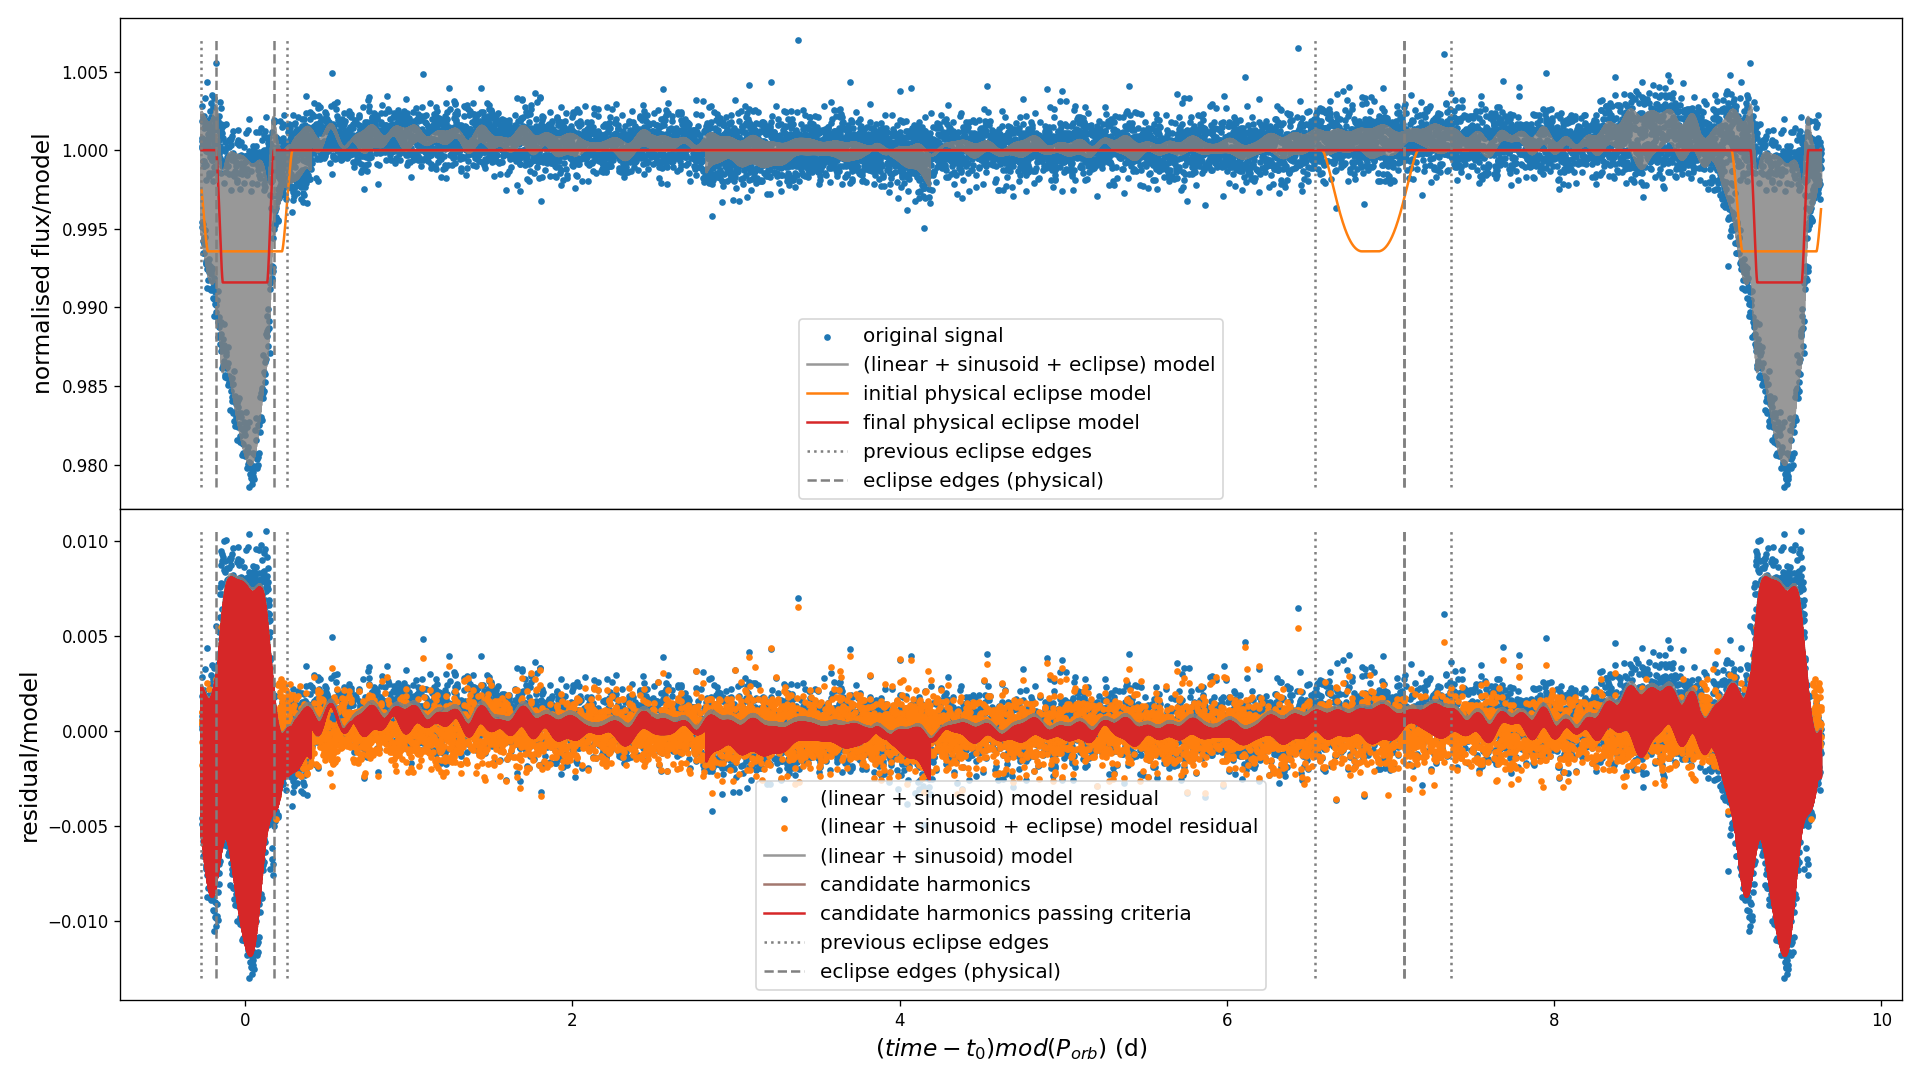 normalised flux/model
1.005
1.000
0.995
0.990
0.985
0.980
original signal
(linear + sinusoid + eclipse) model
initial physical eclipse model
final physical eclipse model
previous eclipse edges
eclipse edges (physical)
residual/model
0.010
0.005
0.000
−0.005
−0.010
(linear + sinusoid) model residual
(linear + sinusoid + eclipse) model residual
(linear + sinusoid) model
candidate harmonics
candidate harmonics passing criteria
previous eclipse edges
eclipse edges (physical)
0 2 4 6 8 10
(time − t₀)mod(Pₒᵣb) (d)